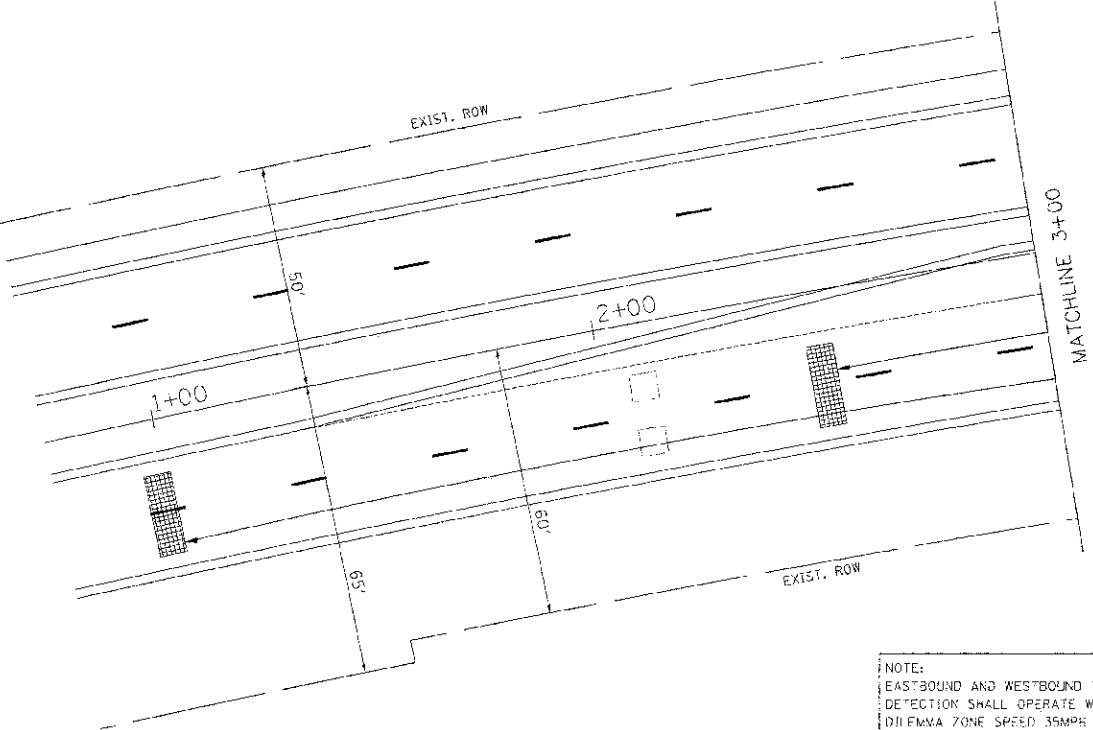 EXIST. ROW
50'
2+00
MATCHLINE 3+00
1+00
60'
65'
EXIST. ROW
NOTE:
EASTBOUND AND WESTBOUND
DETECTION SHALL OPERATE
DILEMMA ZONE SPEED 35MPH